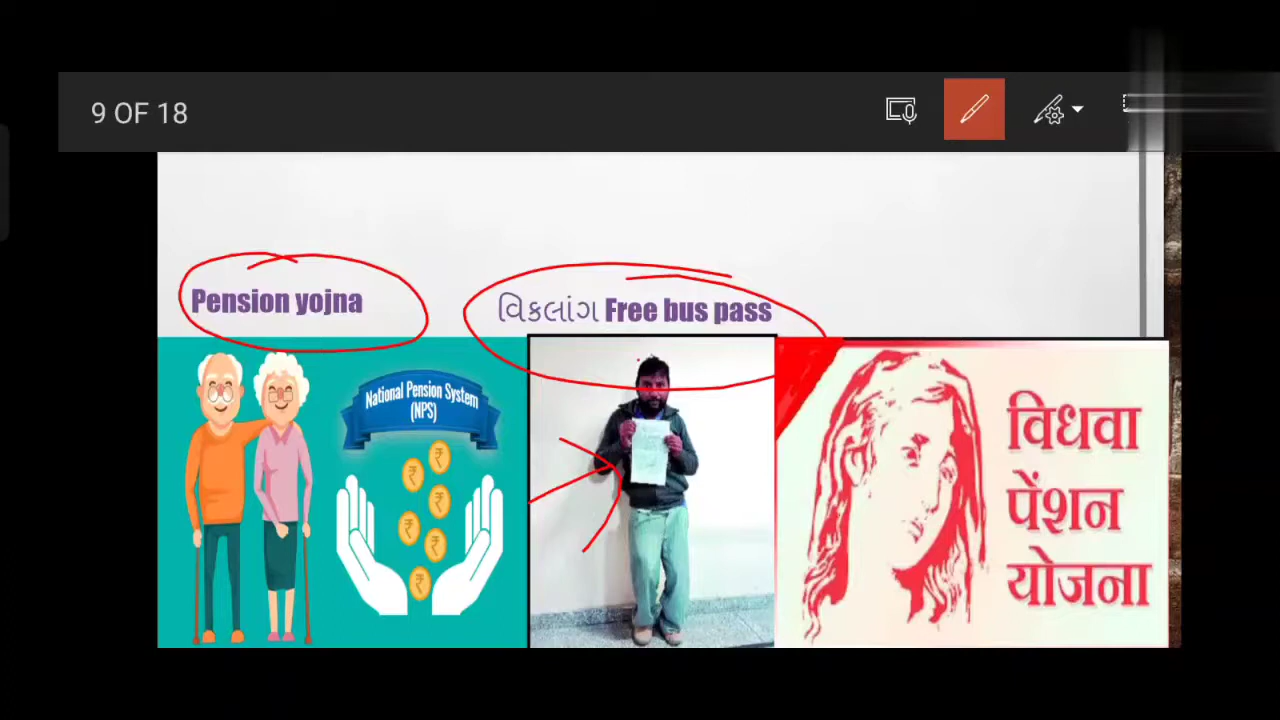 9 OF 18
Pension yojna
વિકલાંગ Free bus pass
National Pension System
(NPS)
विधवा
पेंशन
योजना